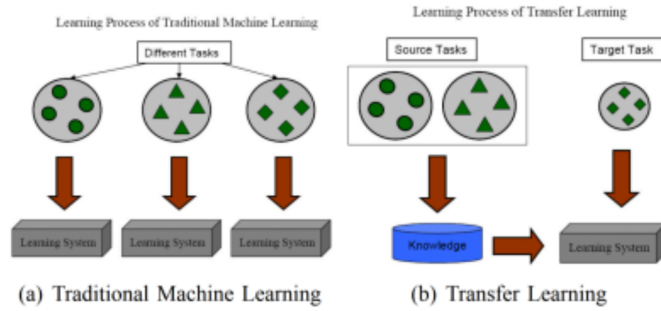 Learning Process of Traditional Machine Learning
Different Tasks
Learning System
Learning System
Learning System
(a) Traditional Machine Learning
Learning Process of Transfer Learning
Source Tasks
Target Task
Knowledge
Learning System
(b) Transfer Learning